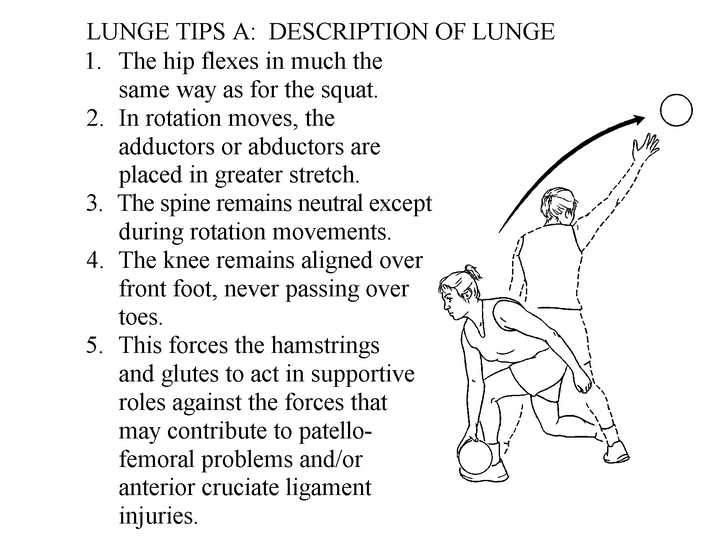 LUNGE TIPS A:  DESCRIPTION OF LUNGE
1.  The hip flexes in much the
same way as for the squat.
2.  In rotation moves, the
adductors or abductors are
placed in greater stretch.
3.  The spine remains neutral except
during rotation movements.
4.  The knee remains aligned over
front foot, never passing over
toes.
5.  This forces the hamstrings
and glutes to act in supportive
roles against the forces that
may contribute to patello-
femoral problems and/or
anterior cruciate ligament
injuries.